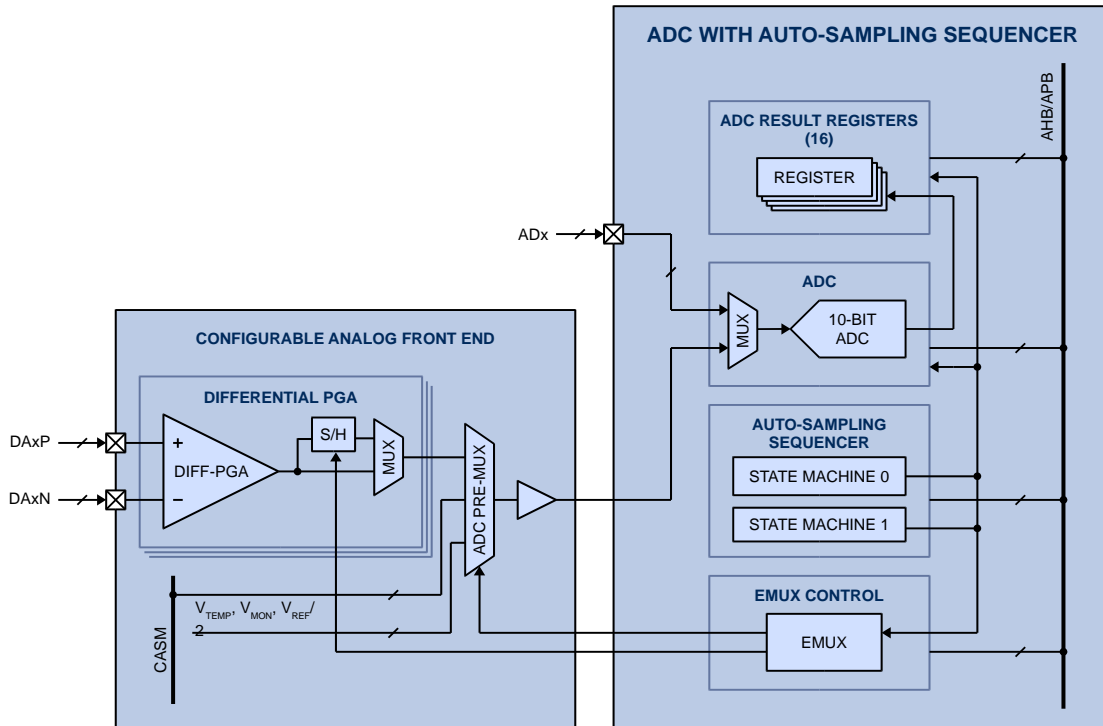 ADC WITH AUTO-SAMPLING SEQUENCER
AHB/APB
ADC RESULT REGISTERS
(16)
REGISTER
ADx
ADC
MUX
10-BIT
ADC
CONFIGURABLE ANALOG FRONT END
DIFFERENTIAL PGA
DAxP
DAxN
+
−
DIFF-PGA
S/H
MUX
ADC PRE-MUX
AUTO-SAMPLING
SEQUENCER
STATE MACHINE 0
STATE MACHINE 1
CASM
VTEMP, VMON, VREF/
2
EMUX CONTROL
EMUX